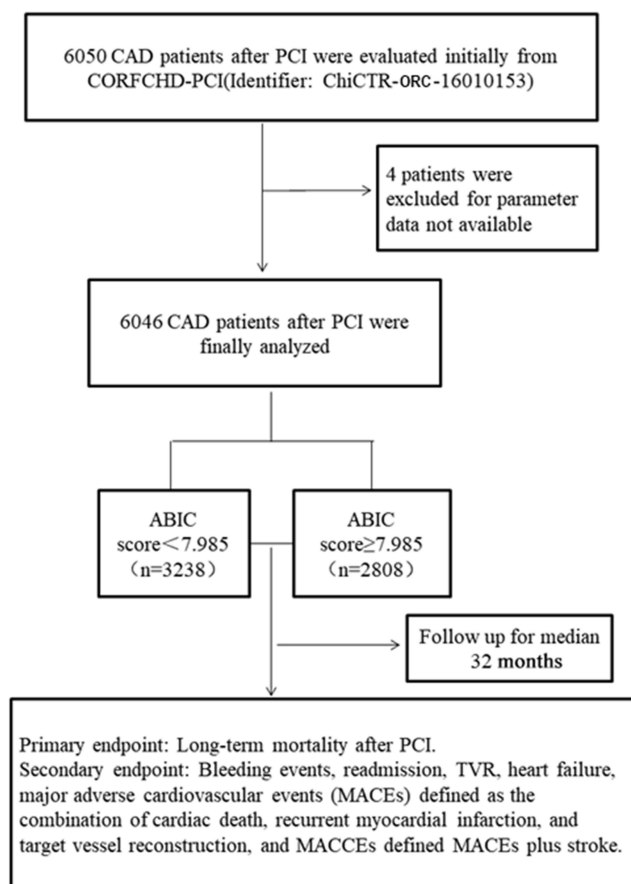 6050 CAD patients after PCI were evaluated initially from
CORFCHD-PCI(Identifier: ChiCTR-ORC-16010153)
4 patients were
excluded for parameter
data not available
6046 CAD patients after PCI were
finally analyzed
ABIC
score＜7.985
（n=3238）
ABIC
score≥7.985
（n=2808）
Follow up for median
32 months
Primary endpoint: Long-term mortality after PCI.
Secondary endpoint: Bleeding events, readmission, TVR, heart failure,
major adverse cardiovascular events (MACEs) defined as the
combination of cardiac death, recurrent myocardial infarction, and
target vessel reconstruction, and MACCEs defined MACEs plus stroke.